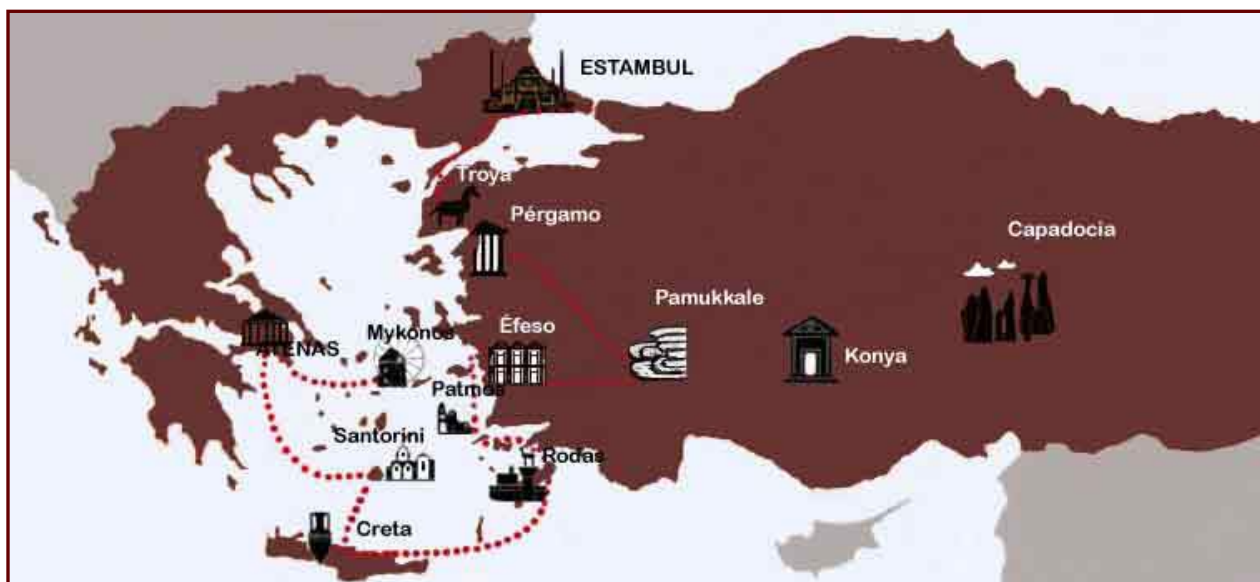 ESTAMBUL
Troya
Pérgamo
Capadocia
Pamukkale
Éfeso
Mykonos
ATENAS
Konya
Patmos
Santorini
Rodas
Creta